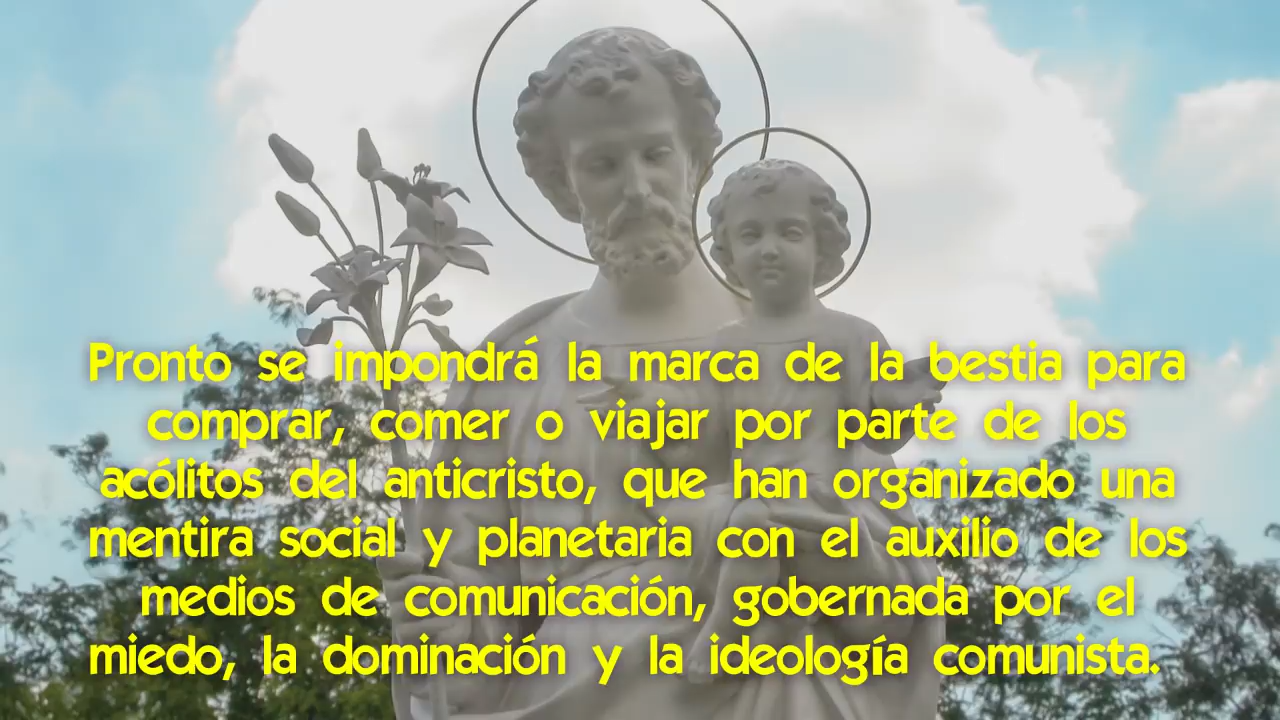 Pronto se impondrá la marca de la bestia para
comprar, comer o viajar por parte de los
acólitos del anticristo, que han organizado una
mentira social y planetaria con el auxilio de los
medios de comunicación, gobernada por el
miedo, la dominación y la ideología comunista.